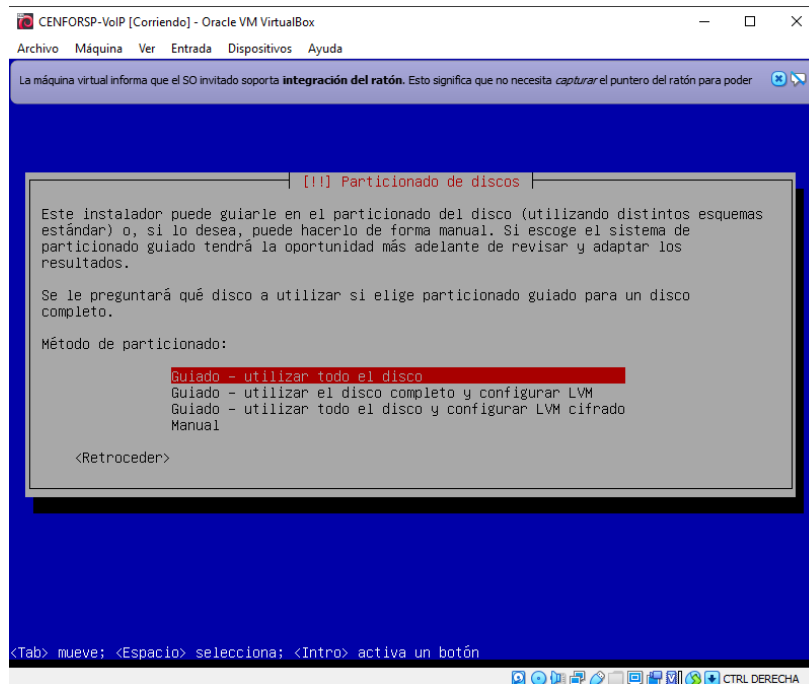 CENFORSP-VoIP [Corriendo] - Oracle VM VirtualBox
Archivo Máquina Ver Entrada Dispositivos Ayuda
La máquina virtual informa que el SO invitado soporta integración del ratón. Esto significa que no necesita capturar el puntero del ratón para poder
[!!] Particionado de discos
Este instalador puede guiarle en el particionado del disco (utilizando distintos esquemas
estándar) o, si lo desea, puede hacerlo de forma manual. Si escoge el sistema de
particionado guiado tendrá la oportunidad más adelante de revisar y adaptar los
resultados.
Se le preguntará qué disco a utilizar si elige particionado guiado para un disco
completo.
Método de particionado:
Guiado - utilizar todo el disco
Guiado - utilizar el disco completo y configurar LVM
Guiado - utilizar todo el disco y configurar LVM cifrado
Manual
<Retroceder>
<Tab> mueve; <Espacio> selecciona; <Intro> activa un botón
CTRL DERECHA